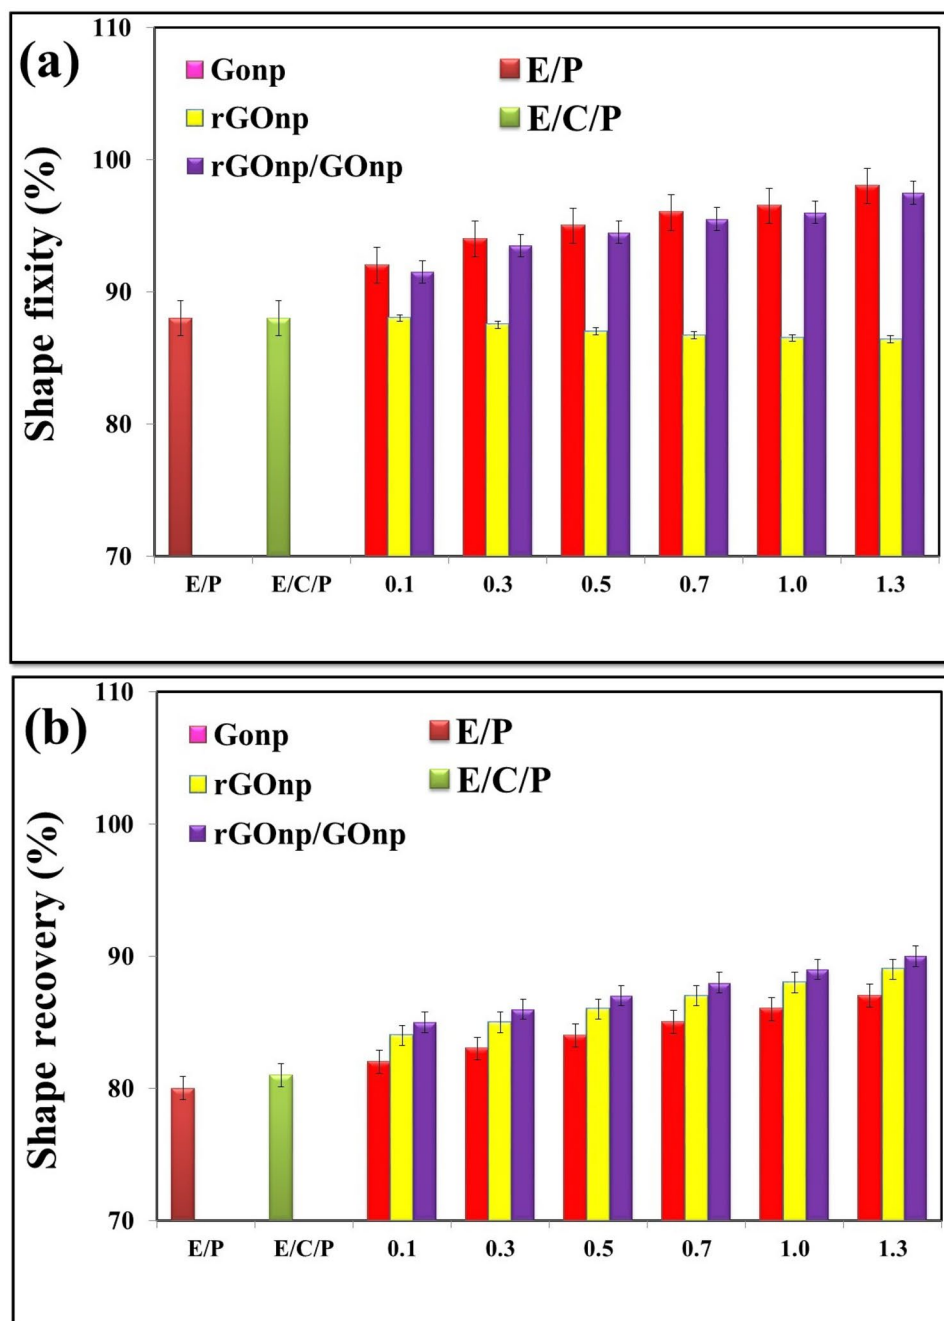 (a)
Shape fixity (%)
110
100
90
80
70
Gonp
rGOnp
rGOnp/GOnp
E/P
E/C/P
E/P E/C/P 0.1 0.3 0.5 0.7 1.0 1.3
(b)
Shape recovery (%)
110
100
90
80
70
Gonp
rGOnp
rGOnp/GOnp
E/P
E/C/P
E/P E/C/P 0.1 0.3 0.5 0.7 1.0 1.3